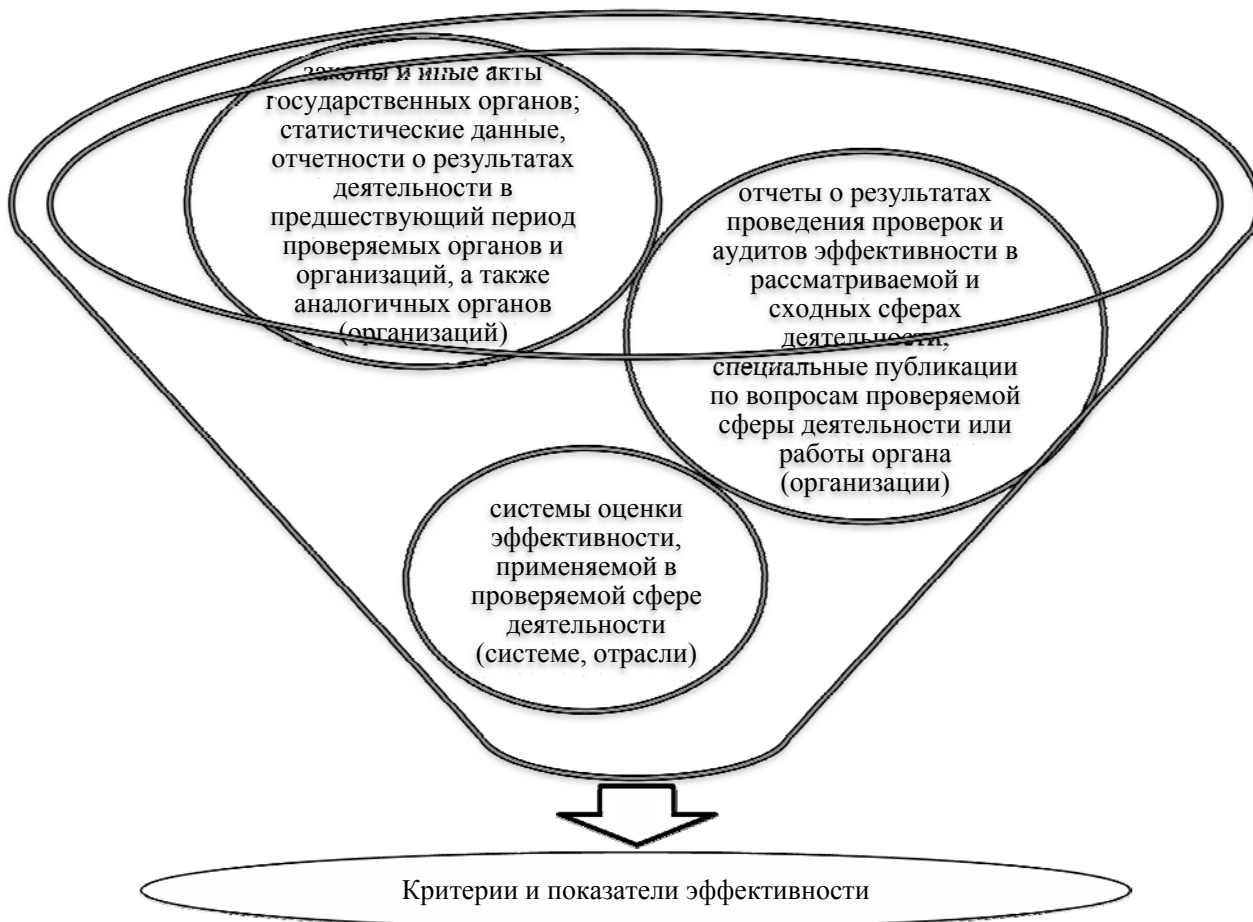 законы и иные акты
государственных органов;
статистические данные,
отчетности о результатах
деятельности в
предшествующий период
проверяемых органов и
организаций, а также
аналогичных органов
(организаций)
отчеты о результатах
проведения проверок и
аудитов эффективности в
рассматриваемой и
сходных сферах
деятельности,
специальные публикации
по вопросам проверяемой
сферы деятельности или
работы органа
(организации)
системы оценки
эффективности,
применяемой в
проверяемой сфере
деятельности
(системе, отрасли)
Критерии и показатели эффективности